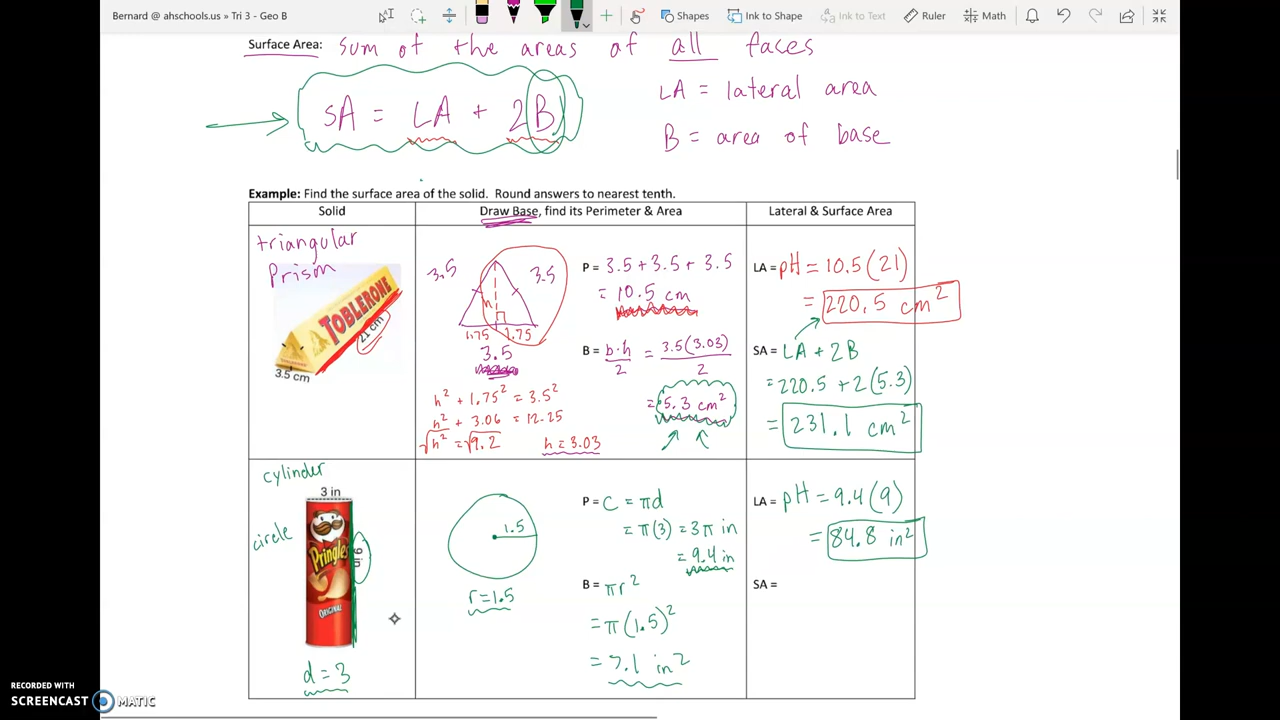 Bernard @ ahschools.us » Tri 3 - Geo B
Shapes
Ink to Shape
Ink to Text
Ruler
Math
Surface Area: Sum of the areas of all faces
SA = LA + 2B
LA = lateral area
B = area of base
Example: Find the surface area of the solid. Round answers to nearest tenth.
Solid
Draw Base, find its Perimeter & Area
Lateral & Surface Area
triangular
Prism
TOBLERONE
21 cm
3.5 cm
3.5
3.5
h
1.75 1.75
3.5
h² + 1.75² = 3.5²
h² + 3.06 = 12.25
√h² = √9.2
h = 3.03
P = 3.5 + 3.5 + 3.5
= 10.5 cm
B = b·h/2 = 3.5(3.03)/2
= 5.3 cm²
LA = pH = 10.5(21)
= 220.5 cm²
SA = LA + 2B
= 220.5 + 2(5.3)
= 231.1 cm²
cylinder
3 in
circle
Pringles
ORIGINAL
9 in
d = 3
1.5
r = 1.5
P = C = πd
= π(3) = 3π in
= 9.4 in
B = πr²
= π(1.5)²
= 7.1 in²
LA = pH = 9.4(9)
= 84.8 in²
SA =
RECORDED WITH
SCREENCAST MATIC